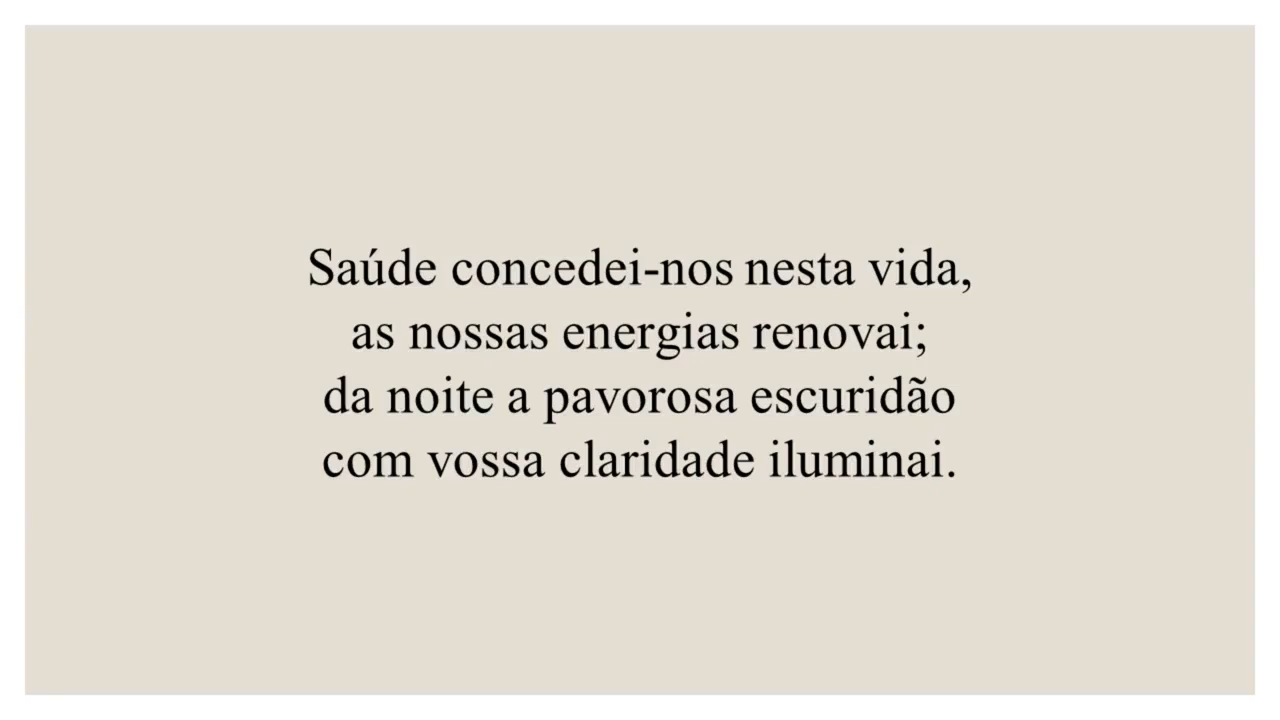 Saúde concedei-nos nesta vida,
as nossas energias renovai;
da noite a pavorosa escuridão
com vossa claridade iluminai.